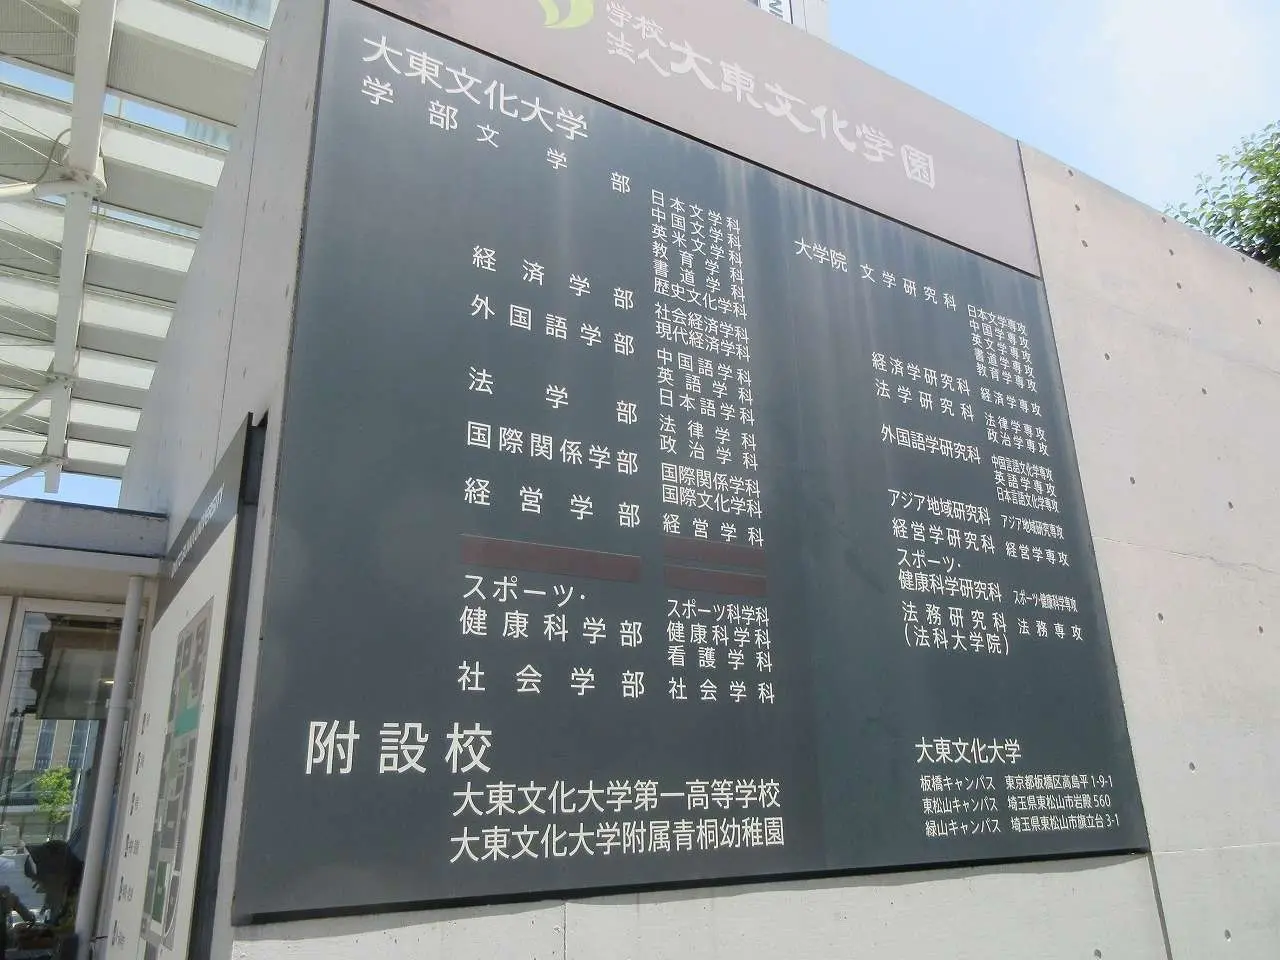 学校
法人 大東文化学園
大東文化大学
学部 文学部 日本文学科
中国文学科
英米文学科
教育学科
書道学科
歴史文化学科
経済学部 社会経済学科
現代経済学科
外国語学部 中国語学科
英語学科
日本語学科
法学部 法律学科
政治学科
国際関係学部 国際関係学科
国際文化学科
経営学部 経営学科
スポーツ・
健康科学部 スポーツ科学科
健康科学科
看護学科
社会学部 社会学科
大学院 文学研究科 日本文学専攻
中国学専攻
英文学専攻
書道学専攻
教育学専攻
経済学研究科 経済学専攻
法学研究科 法律学専攻
政治学専攻
外国語学研究科 中国言語文化学専攻
英語学専攻
日本言語文化学専攻
アジア地域研究科 アジア地域研究専攻
経営学研究科 経営学専攻
スポーツ・
健康科学研究科 スポーツ・健康科学専攻
法務研究科 法務専攻
(法科大学院)
附設校
大東文化大学第一高等学校
大東文化大学附属青桐幼稚園
大東文化大学
板橋キャンパス 東京都板橋区高島平 1-9-1
東松山キャンパス 埼玉県東松山市岩殿 560
緑山キャンパス 埼玉県東松山市旗立台 3-1